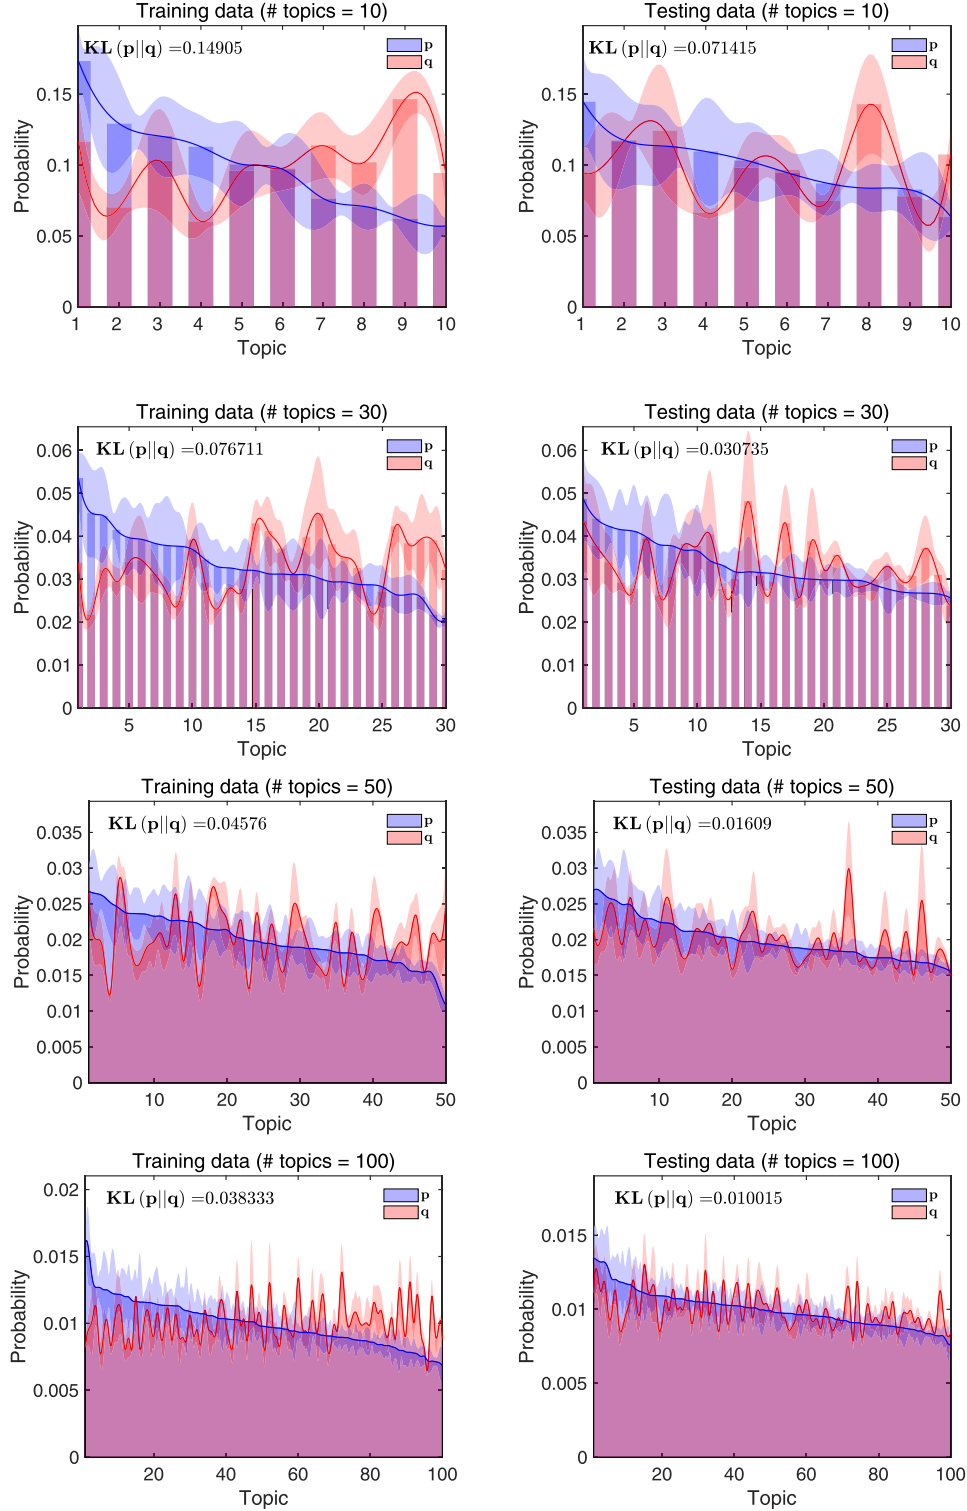 Training data (# topics = 10)
KL (p||q) =0.14905
p
q
0.15
0.1
0.05
0
Probability
1 2 3 4 5 6 7 8 9 10
Topic
Testing data (# topics = 10)
KL (p||q) =0.071415
p
q
0.15
0.1
0.05
0
Probability
1 2 3 4 5 6 7 8 9 10
Topic
Training data (# topics = 30)
KL (p||q) =0.076711
p
q
0.06
0.05
0.04
0.03
0.02
0.01
0
Probability
5 10 15 20 25 30
Topic
Testing data (# topics = 30)
KL (p||q) =0.030735
p
q
0.06
0.05
0.04
0.03
0.02
0.01
0
Probability
5 10 15 20 25 30
Topic
Training data (# topics = 50)
KL (p||q) =0.04576
p
q
0.035
0.03
0.025
0.02
0.015
0.01
0.005
0
Probability
10 20 30 40 50
Topic
Testing data (# topics = 50)
KL (p||q) =0.01609
p
q
0.035
0.03
0.025
0.02
0.015
0.01
0.005
0
Probability
10 20 30 40 50
Topic
Training data (# topics = 100)
KL (p||q) =0.038333
p
q
0.02
0.015
0.01
0.005
0
Probability
20 40 60 80 100
Topic
Testing data (# topics = 100)
KL (p||q) =0.010015
p
q
0.015
0.01
0.005
0
Probability
20 40 60 80 100
Topic